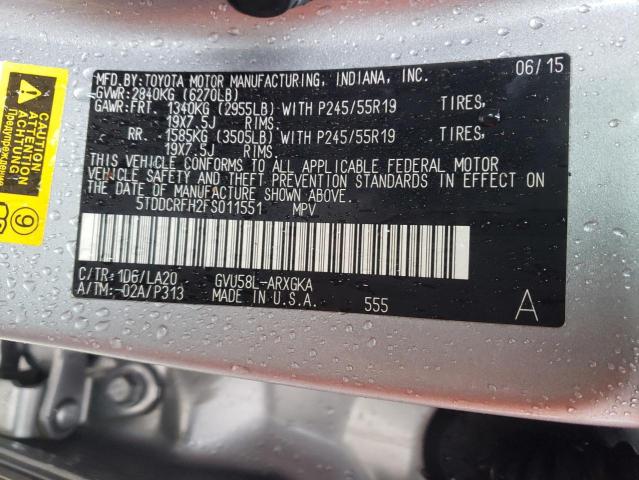 MFD. BY: TOYOTA MOTOR MANUFACTURING, INDIANA, INC. 06/15
GVWR: 2840KG (6270LB)
GAWR: FRT. 1340KG (2955LB) WITH P245/55R19 TIRES,
19X7.5J RIMS.
RR. 1585KG (3505LB) WITH P245/55R19 TIRES,
19X7.5J RIMS.
THIS VEHICLE CONFORMS TO ALL APPLICABLE FEDERAL MOTOR
VEHICLE SAFETY AND THEFT PREVENTION STANDARDS IN EFFECT ON
THE DATE OF MANUFACTURE SHOWN ABOVE.
5TDDCRFH2FS011551 MPV
C/TR: 1D6/LA20 GVU58L-ARXGKA
A/TM: -02A/P313 MADE IN U.S.A. 555 A
CAUTION
ATTENTION
ACHTUNG
9